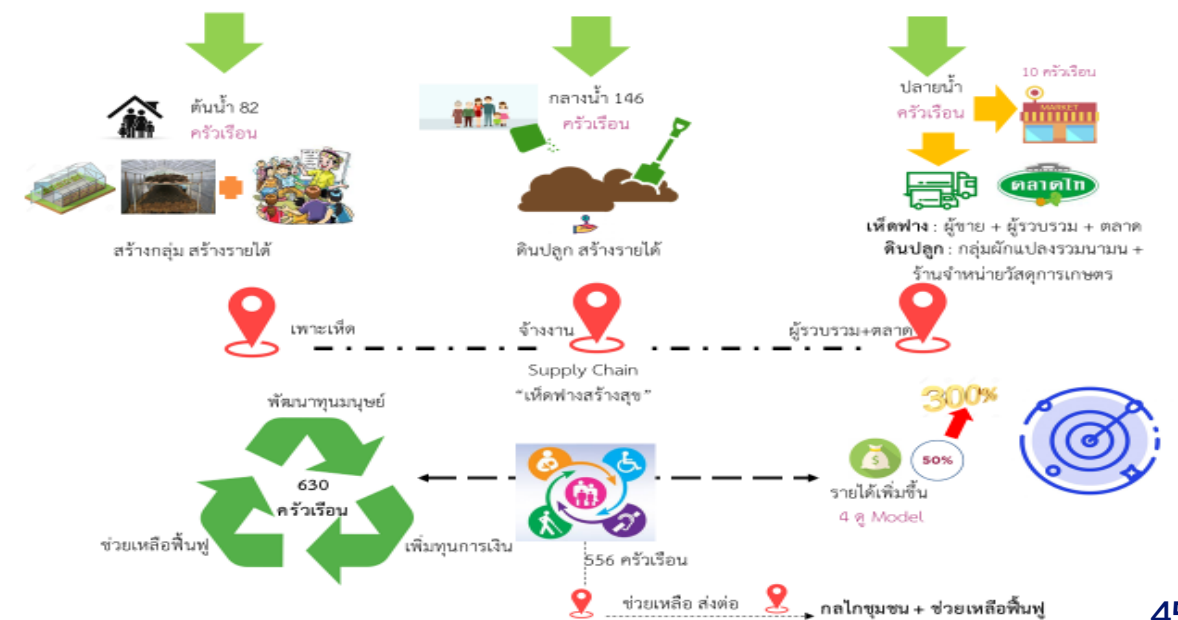 ต้นน้ำ 82
ครัวเรือน
สร้างกลุ่ม สร้างรายได้
กลางน้ำ 146
ครัวเรือน
ดินปลูก สร้างรายได้
ปลายน้ำ
ครัวเรือน
10 ครัวเรือน
MARKET
ตลาดไท
เห็ดฟาง : ผู้ขาย + ผู้รวบรวม + ตลาด
ดินปลูก : กลุ่มผักแปลงรวมนามน +
ร้านจำหน่ายวัสดุการเกษตร
เพาะเห็ด
จ้างงาน
ผู้รวบรวม+ตลาด
Supply Chain
“เห็ดฟางสร้างสุข”
พัฒนาทุนมนุษย์
630
ครัวเรือน
ช่วยเหลือฟื้นฟู
เพิ่มทุนการเงิน
556 ครัวเรือน
300%
50%
รายได้เพิ่มขึ้น
4 ดู Model
ช่วยเหลือ ส่งต่อ
กลไกชุมชน + ช่วยเหลือฟื้นฟู